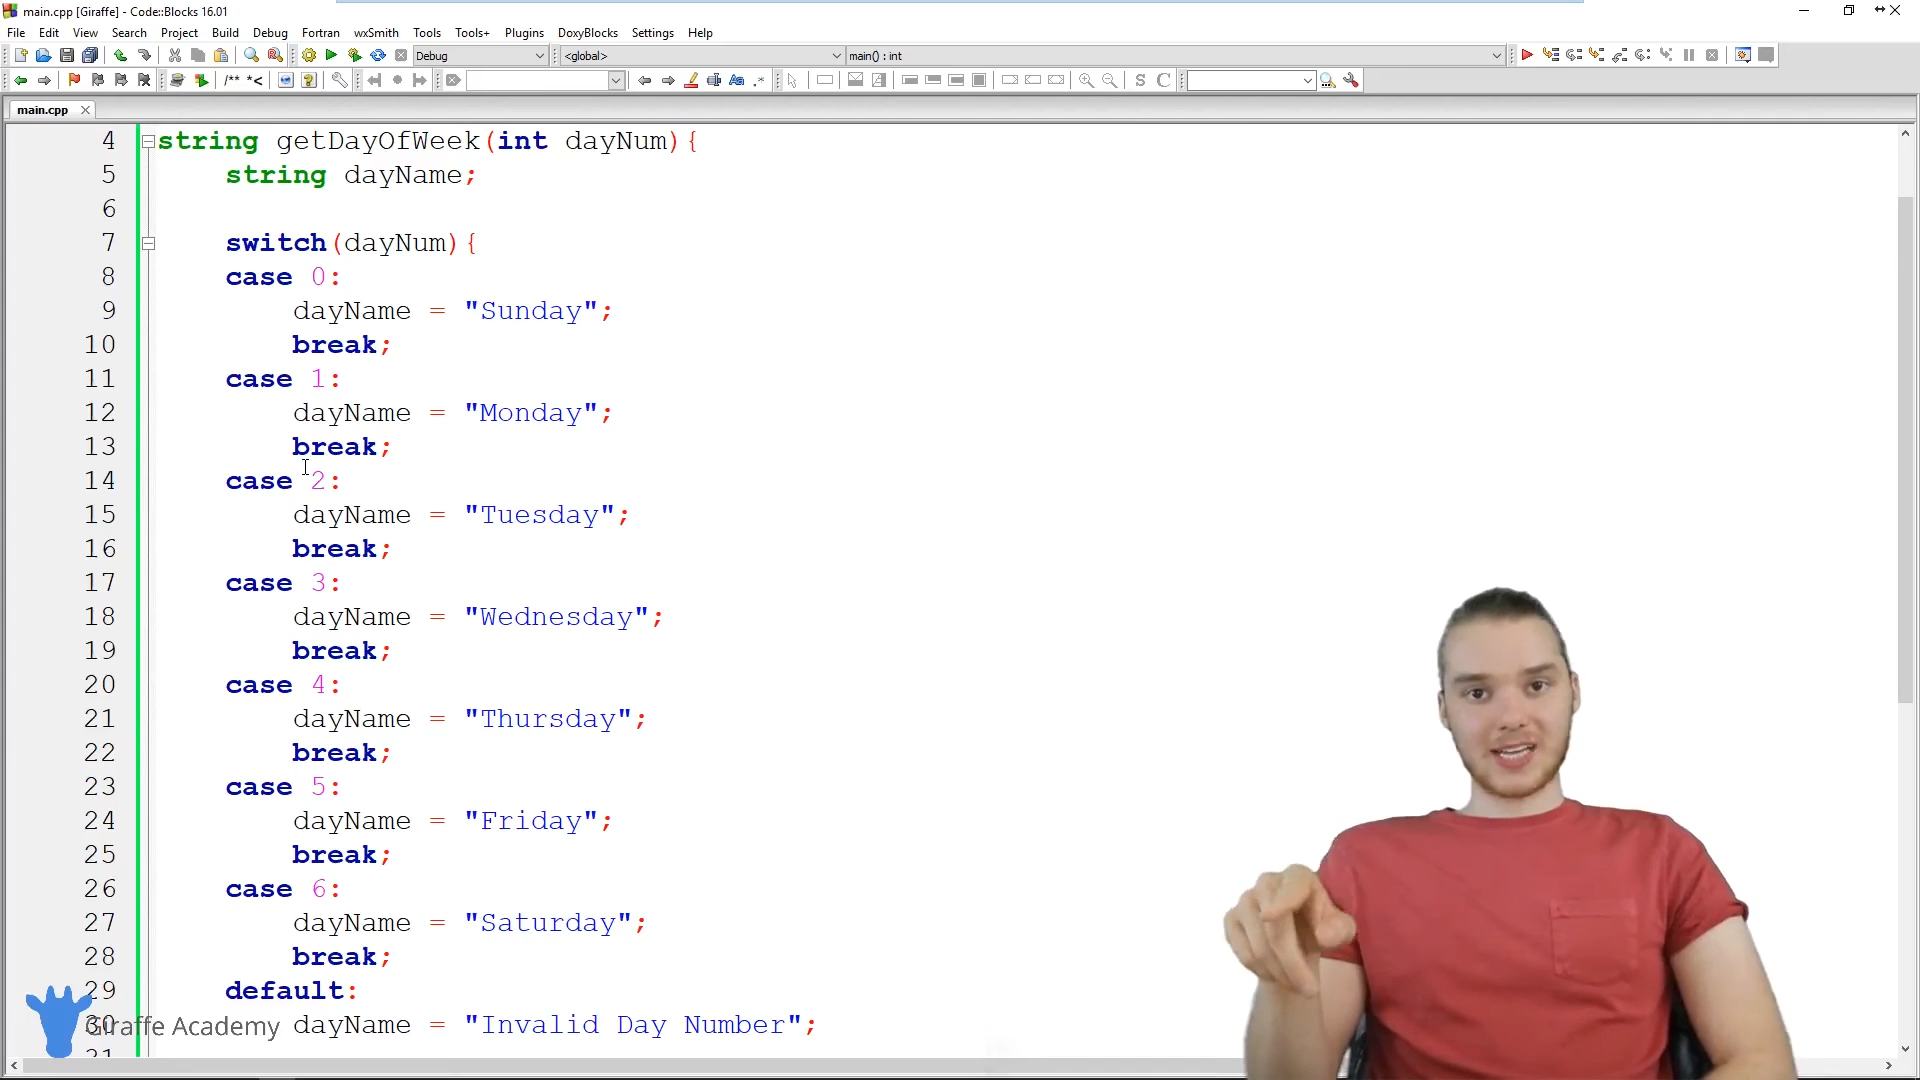 main.cpp [Giraffe] - Code::Blocks 16.01
File Edit View Search Project Build Debug Fortran wxSmith Tools Tools+ Plugins DoxyBlocks Settings Help
Debug <global> main() : int
/** *< Aa .* S C
main.cpp
4 string getDayOfWeek(int dayNum){
5 string dayName;
6
7 switch(dayNum){
8 case 0:
9 dayName = "Sunday";
10 break;
11 case 1:
12 dayName = "Monday";
13 break;
14 case 2:
15 dayName = "Tuesday";
16 break;
17 case 3:
18 dayName = "Wednesday";
19 break;
20 case 4:
21 dayName = "Thursday";
22 break;
23 case 5:
24 dayName = "Friday";
25 break;
26 case 6:
27 dayName = "Saturday";
28 break;
29 default:
30 dayName = "Invalid Day Number";
Giraffe Academy
31